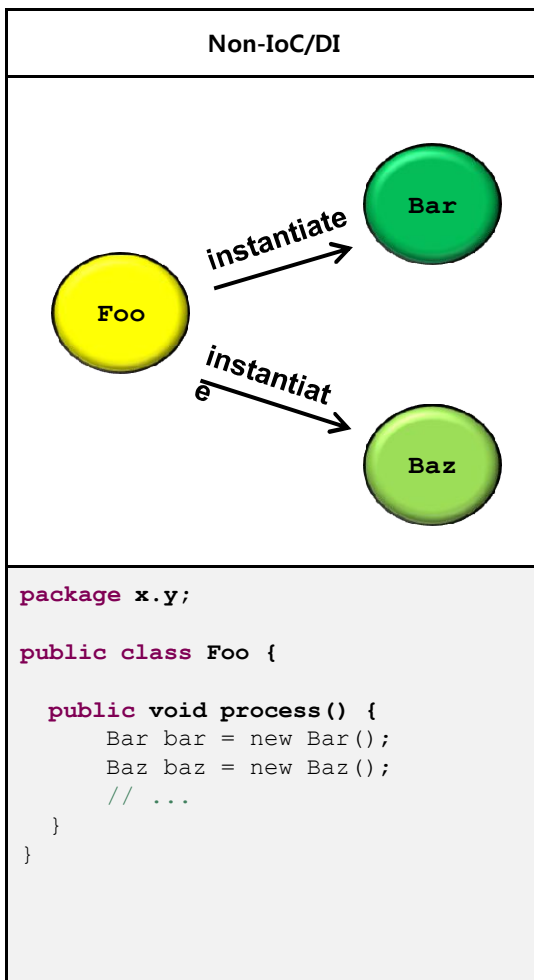 Non-IoC/DI
Bar
instantiate
Foo
instantiat
e
Baz
package x.y;
public class Foo {
public void process() {
Bar bar = new Bar();
Baz baz = new Baz();
// ...
}
}